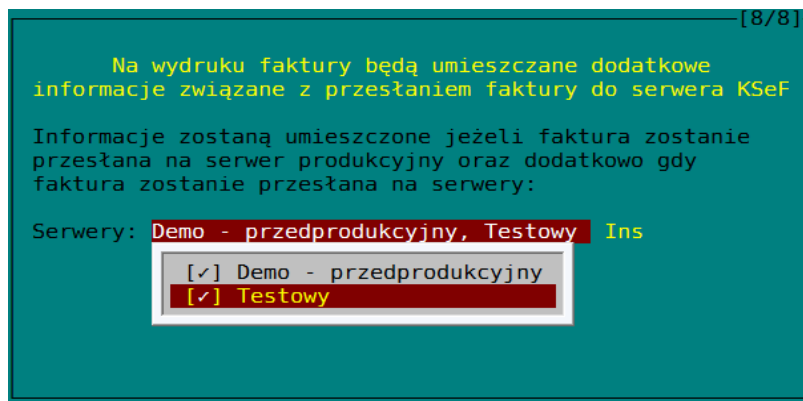 [8/8]
Na wydruku faktury będą umieszczane dodatkowe
informacje związane z przesłaniem faktury do serwera KSeF
Informacje zostaną umieszczone jeżeli faktura zostanie
przesłana na serwer produkcyjny oraz dodatkowo gdy
faktura zostanie przesłana na serwery:
Serwery: Demo - przedprodukcyjny, Testowy Ins
[✓] Demo - przedprodukcyjny
[✓] Testowy